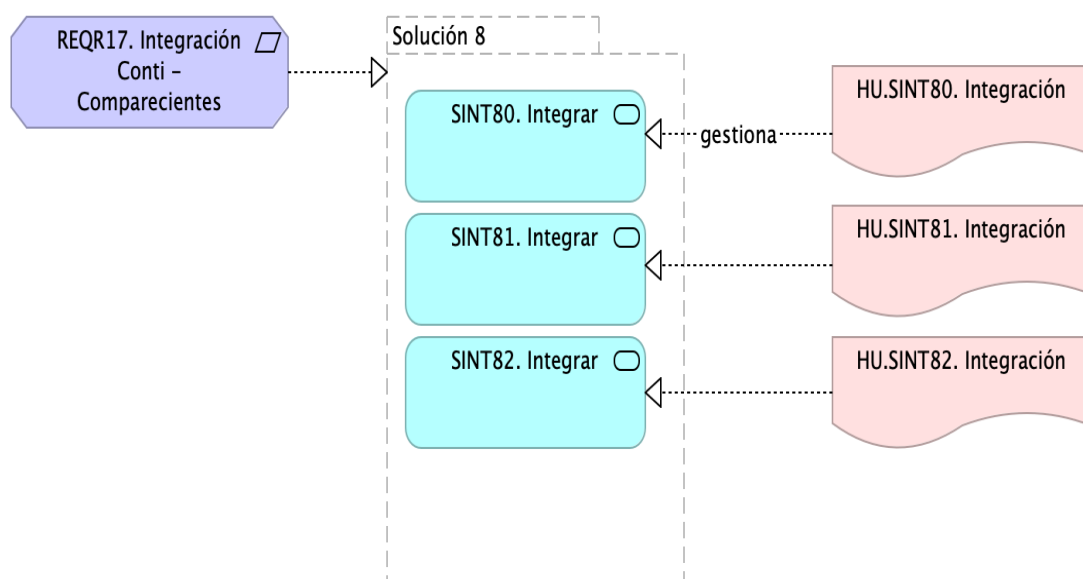 REQR17. Integración
Conti –
Comparecientes
Solución 8
SINT80. Integrar
gestiona
HU.SINT80. Integración
SINT81. Integrar
HU.SINT81. Integración
SINT82. Integrar
HU.SINT82. Integración